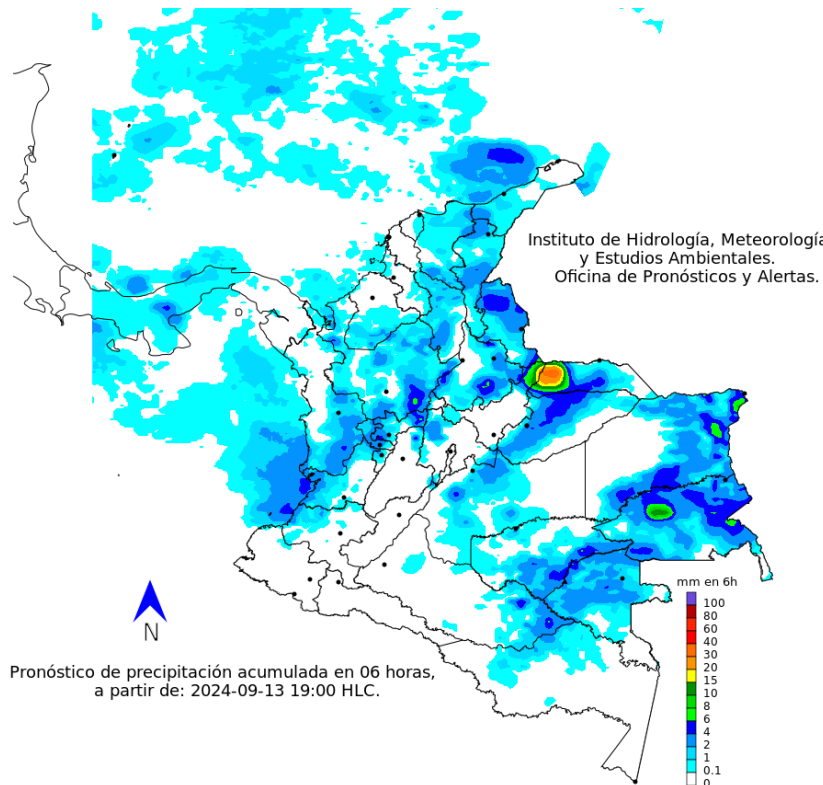 Instituto de Hidrología, Meteorología
y Estudios Ambientales.
Oficina de Pronósticos y Alertas.
mm en 6h
100
80
60
40
30
20
15
10
8
6
4
2
1
0.1
0
N
Pronóstico de precipitación acumulada en 06 horas,
a partir de: 2024-09-13 19:00 HLC.